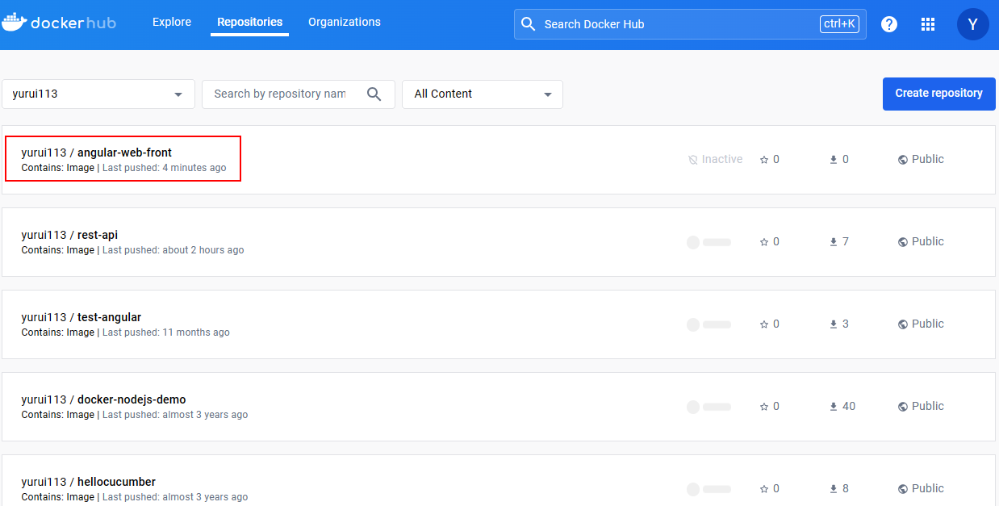 dockerhub Explore Repositories Organizations Search Docker Hub ctrl+K ? Y
yurui113 Search by repository nam All Content Create repository
yurui113 / angular-web-front
Contains: Image | Last pushed: 4 minutes ago
Inactive 0 0 Public
yurui113 / rest-api
Contains: Image | Last pushed: about 2 hours ago
0 7 Public
yurui113 / test-angular
Contains: Image | Last pushed: 11 months ago
0 3 Public
yurui113 / docker-nodejs-demo
Contains: Image | Last pushed: almost 3 years ago
0 40 Public
yurui113 / hellocucumber
Contains: Image | Last pushed: almost 3 years ago
0 8 Public